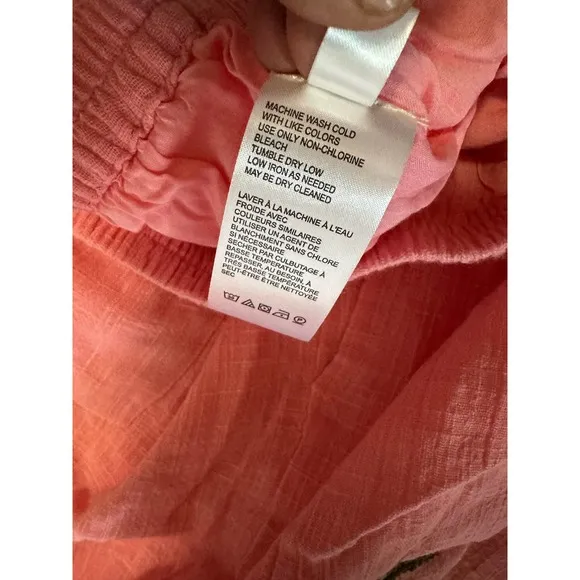 MACHINE WASH COLD
WITH LIKE COLORS
USE ONLY NON-CHLORINE
BLEACH
TUMBLE DRY LOW
LOW IRON AS NEEDED
MAY BE DRY CLEANED
LAVER À LA MACHINE À L'EAU
FROIDE AVEC
COULEURS SIMILAIRES
UTILISER UN AGENT DE
BLANCHIMENT SANS CHLORE
SI NÉCESSAIRE
SECHER PAR CULBUTAGE À
BASSE TEMPÉRATURE
REPASSER, AU BESOIN, À
TRÈS BASSE TEMPÉRATURE
PEUT-ÊTRE ÊTRE NETTOYÉE
SEC